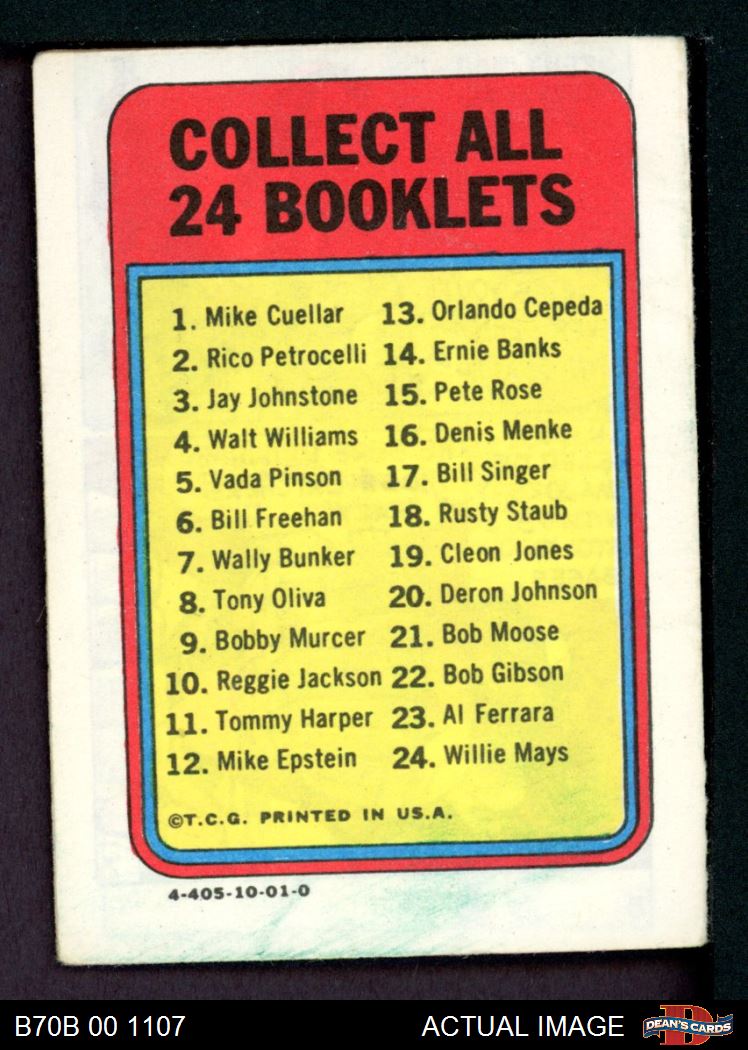 COLLECT ALL
24 BOOKLETS
1. Mike Cuellar
2. Rico Petrocelli
3. Jay Johnstone
4. Walt Williams
5. Vada Pinson
6. Bill Freehan
7. Wally Bunker
8. Tony Oliva
9. Bobby Murcer
10. Reggie Jackson
11. Tommy Harper
12. Mike Epstein
13. Orlando Cepeda
14. Ernie Banks
15. Pete Rose
16. Denis Menke
17. Bill Singer
18. Rusty Staub
19. Cleon Jones
20. Deron Johnson
21. Bob Moose
22. Bob Gibson
23. Al Ferrara
24. Willie Mays
©T.C.G. PRINTED IN U.S.A.
4-405-10-01-0
B70B 00 1107
ACTUAL IMAGE
D
DEAN'S CARDS